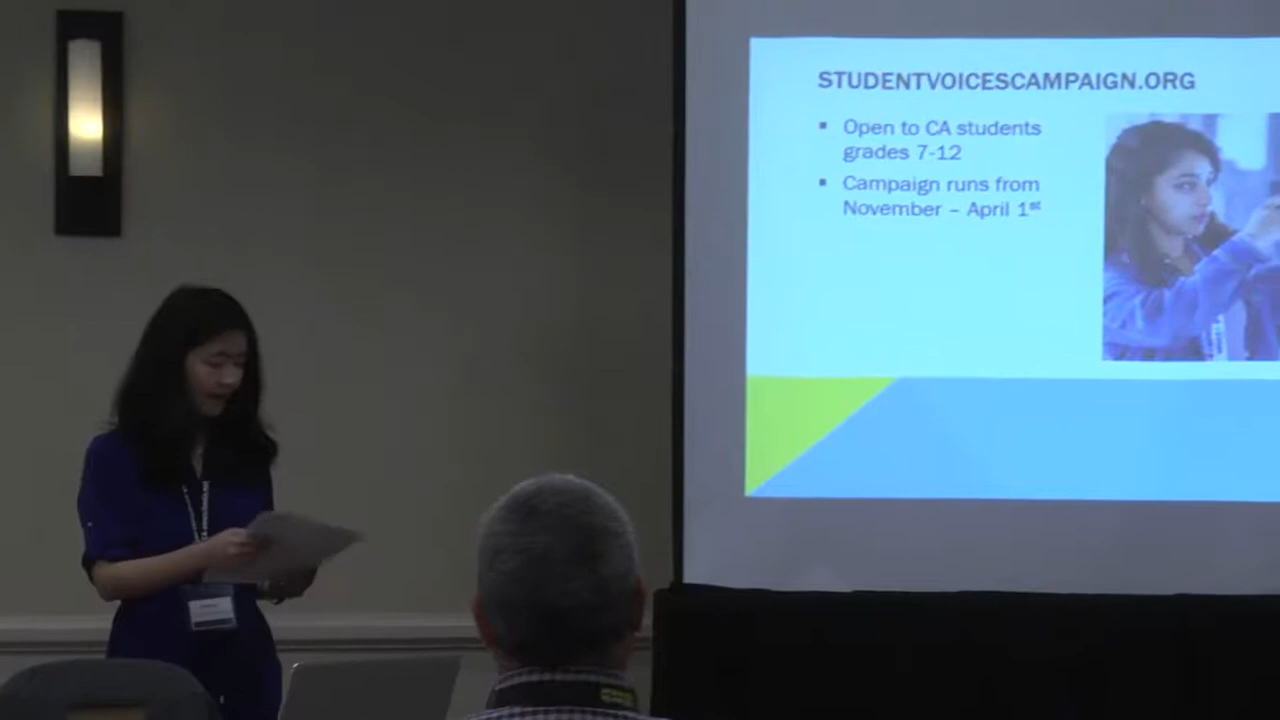 STUDENTVOICESCAMPAIGN.ORG
▪ Open to CA students
grades 7-12
▪ Campaign runs from
November – April 1st